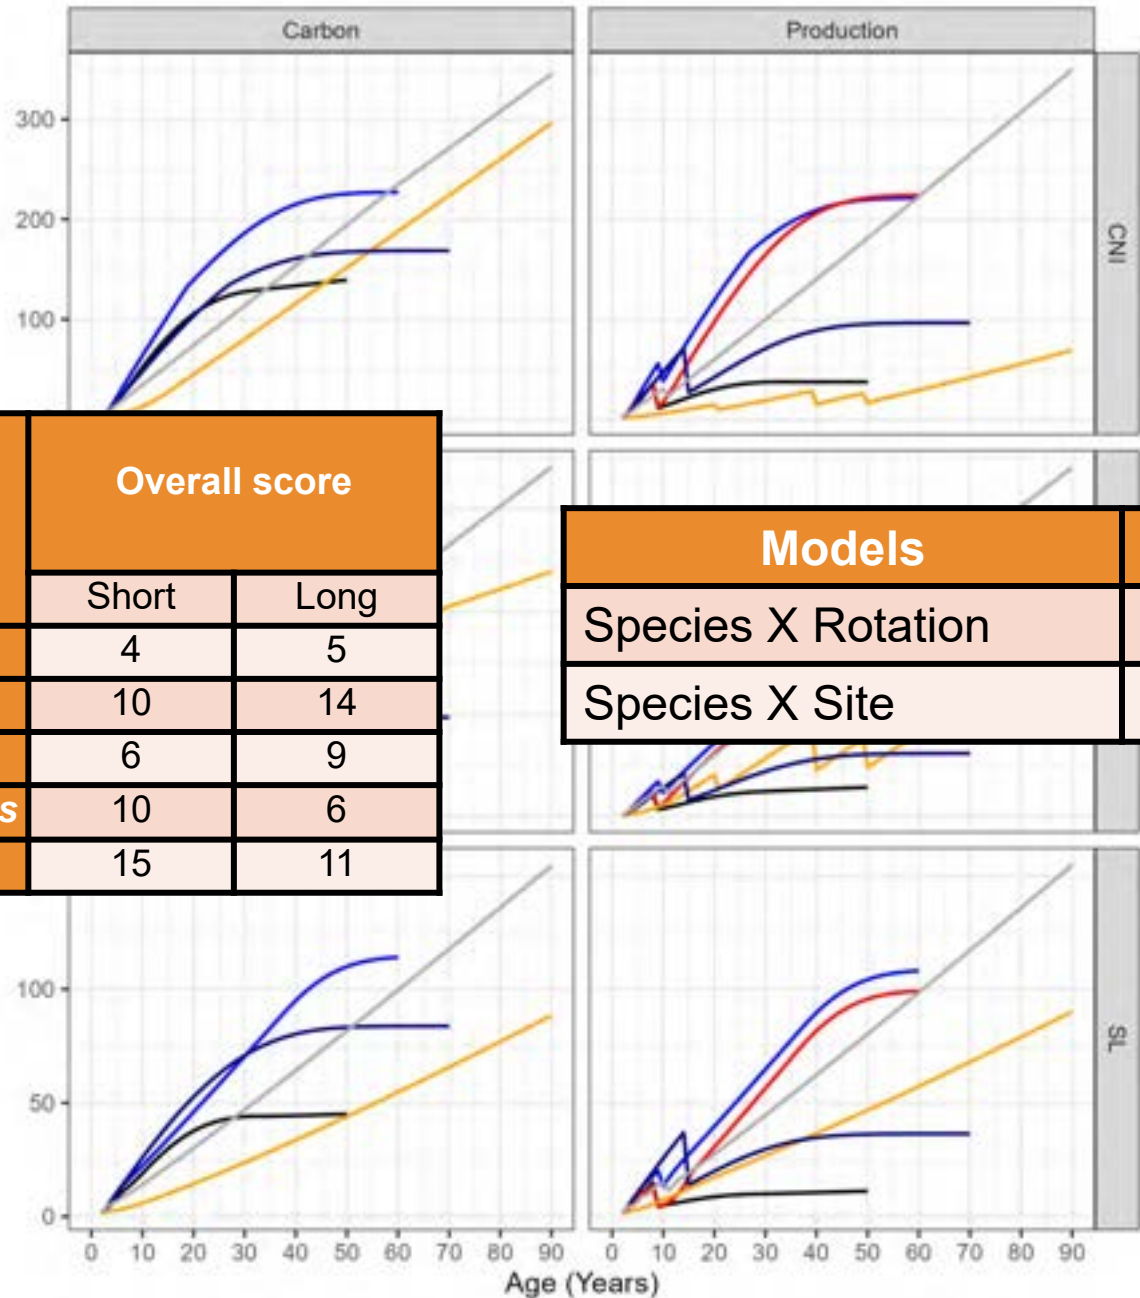 Carbon
Production
300
200
100
CNI
Overall score
Short Long
4 5
10 14
6 9
s 10 6
15 11
Models
Species X Rotation
Species X Site
100
50
0
SL
0 10 20 30 40 50 60 70 80 90
0 10 20 30 40 50 60 70 80 90
Age (Years)